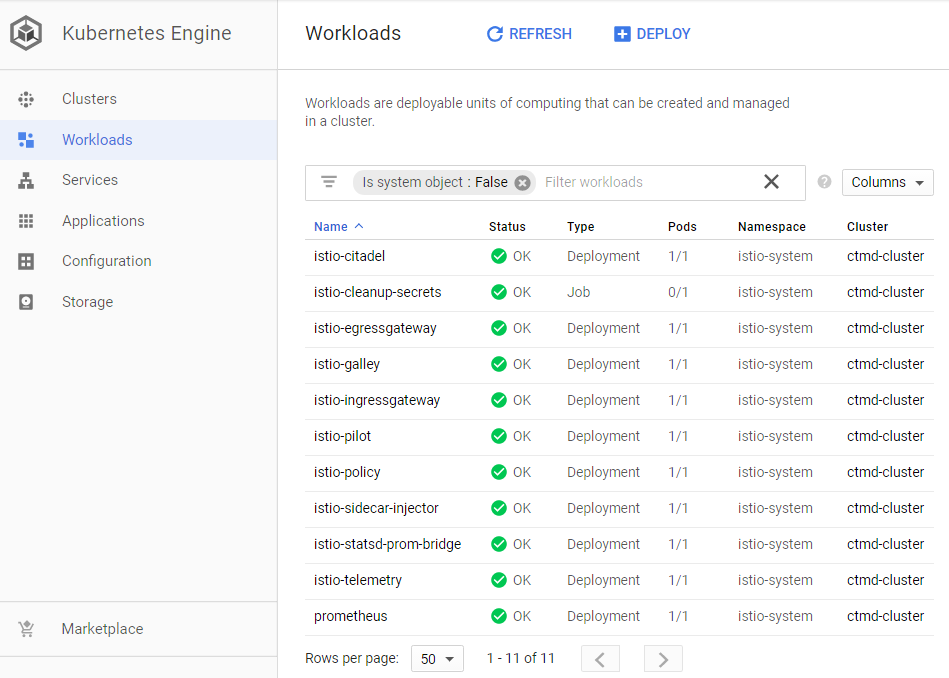 Kubernetes Engine
Workloads
REFRESH
DEPLOY
Clusters
Workloads
Services
Applications
Configuration
Storage
Marketplace
Workloads are deployable units of computing that can be created and managed
in a cluster.
Is system object : False Filter workloads
Columns
Name Status Type Pods Namespace Cluster
istio-citadel OK Deployment 1/1 istio-system ctmd-cluster
istio-cleanup-secrets OK Job 0/1 istio-system ctmd-cluster
istio-egressgateway OK Deployment 1/1 istio-system ctmd-cluster
istio-galley OK Deployment 1/1 istio-system ctmd-cluster
istio-ingressgateway OK Deployment 1/1 istio-system ctmd-cluster
istio-pilot OK Deployment 1/1 istio-system ctmd-cluster
istio-policy OK Deployment 1/1 istio-system ctmd-cluster
istio-sidecar-injector OK Deployment 1/1 istio-system ctmd-cluster
istio-statsd-prom-bridge OK Deployment 1/1 istio-system ctmd-cluster
istio-telemetry OK Deployment 1/1 istio-system ctmd-cluster
prometheus OK Deployment 1/1 istio-system ctmd-cluster
Rows per page: 50 1 - 11 of 11